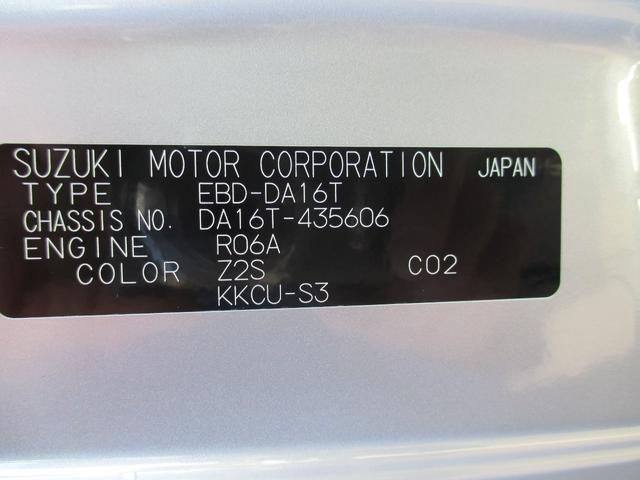 SUZUKI MOTOR CORPORATION JAPAN
TYPE EBD-DA16T
CHASSIS NO. DA16T-435606
ENGINE R06A
COLOR Z2S C02
KKCU-S3